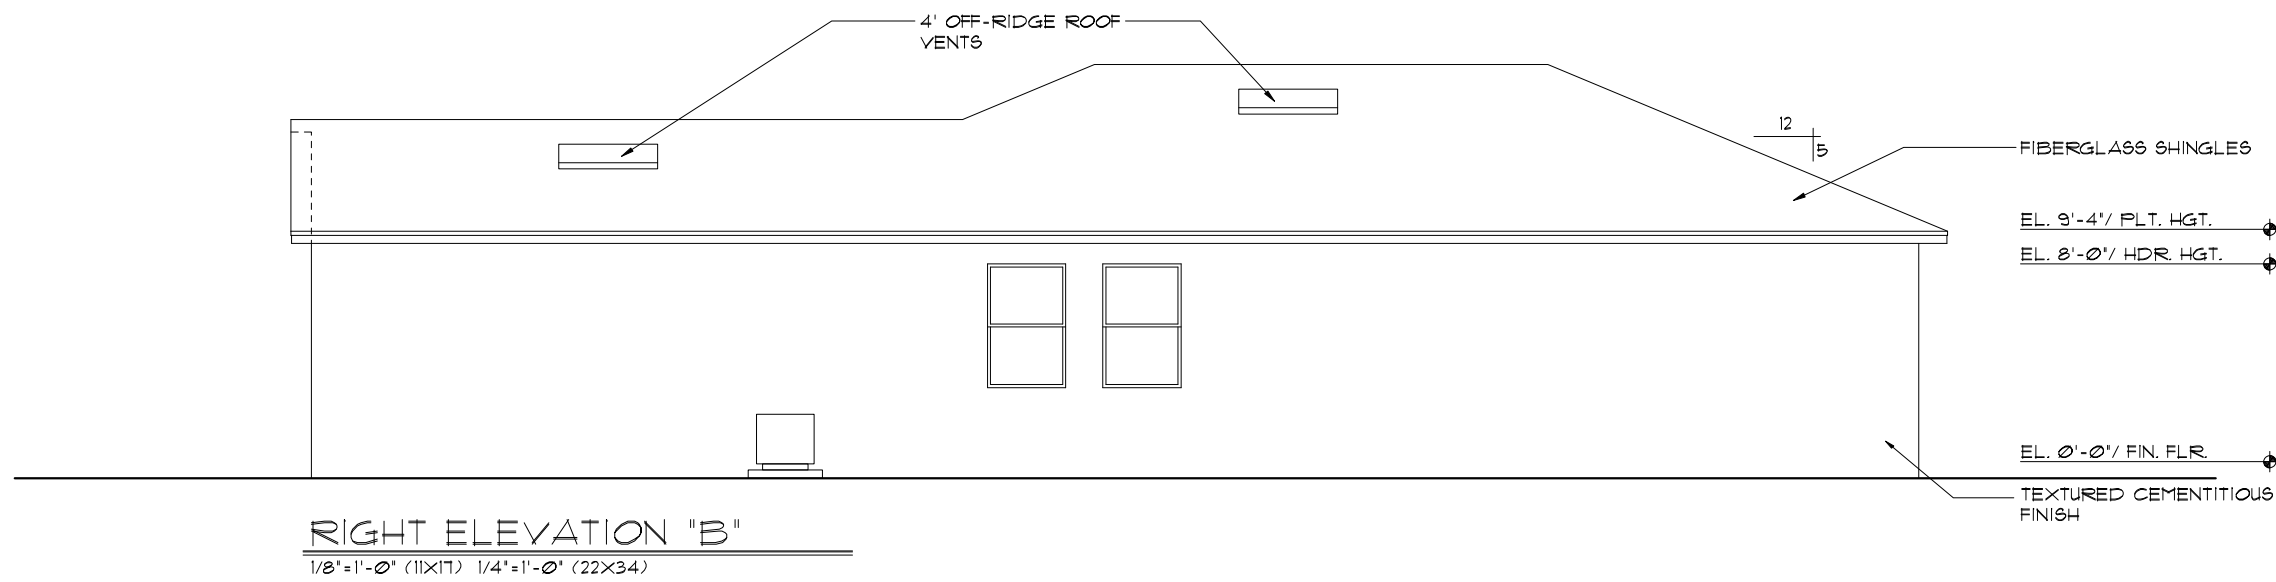 4' OFF-RIDGE ROOF
VENTS
12
5
FIBERGLASS SHINGLES
EL. 9'-4"/ PLT. HGT.
EL. 8'-0"/ HDR. HGT.
EL. 0'-0"/ FIN. FLR.
TEXTURED CEMENTITIOUS
FINISH
RIGHT ELEVATION "B"
1/8"=1'-0" (11X17) 1/4"=1'-0" (22X34)